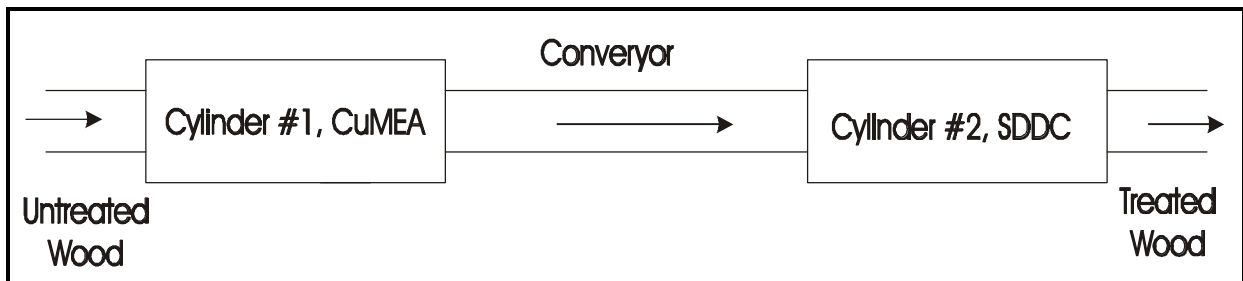 Converyor
Cylinder #1, CuMEA
Cylinder #2, SDDC
Untreated
Wood
Treated
Wood